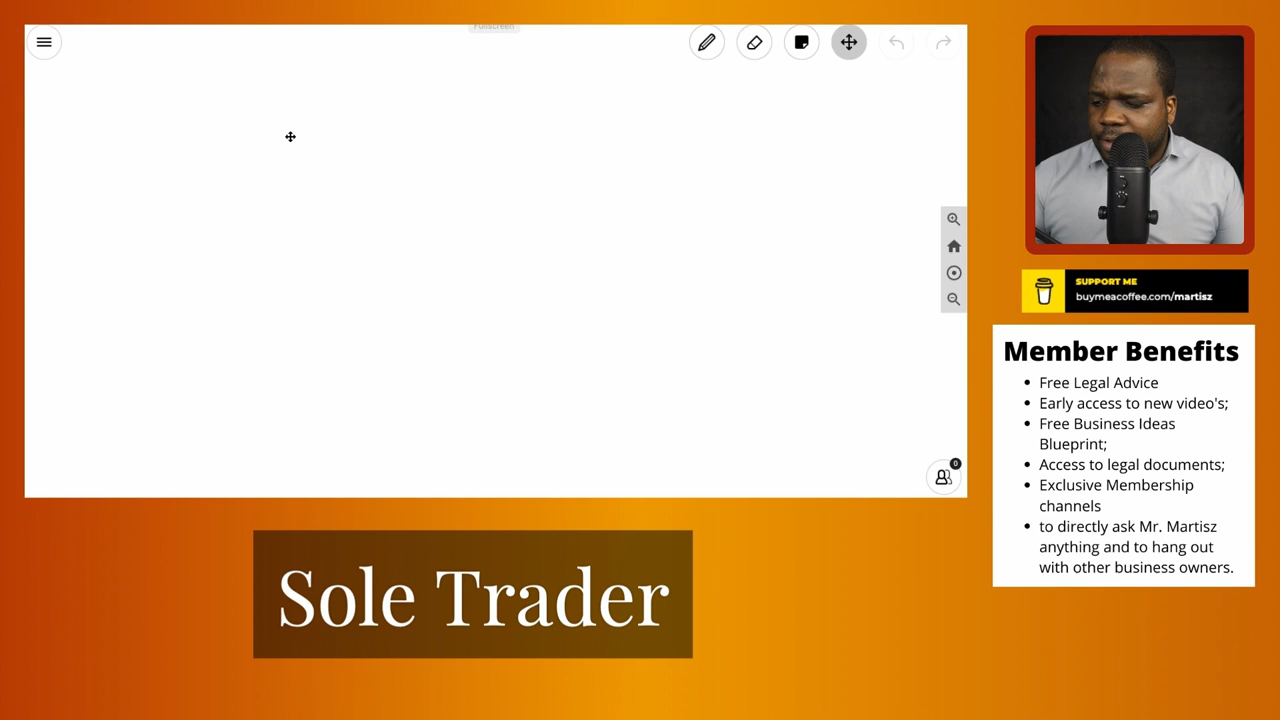 Fullscreen
0
SUPPORT ME
buymeacoffee.com/martisz
Member Benefits
• Free Legal Advice
• Early access to new video's;
• Free Business Ideas
Blueprint;
• Access to legal documents;
• Exclusive Membership
channels
• to directly ask Mr. Martisz
anything and to hang out
with other business owners.
Sole Trader